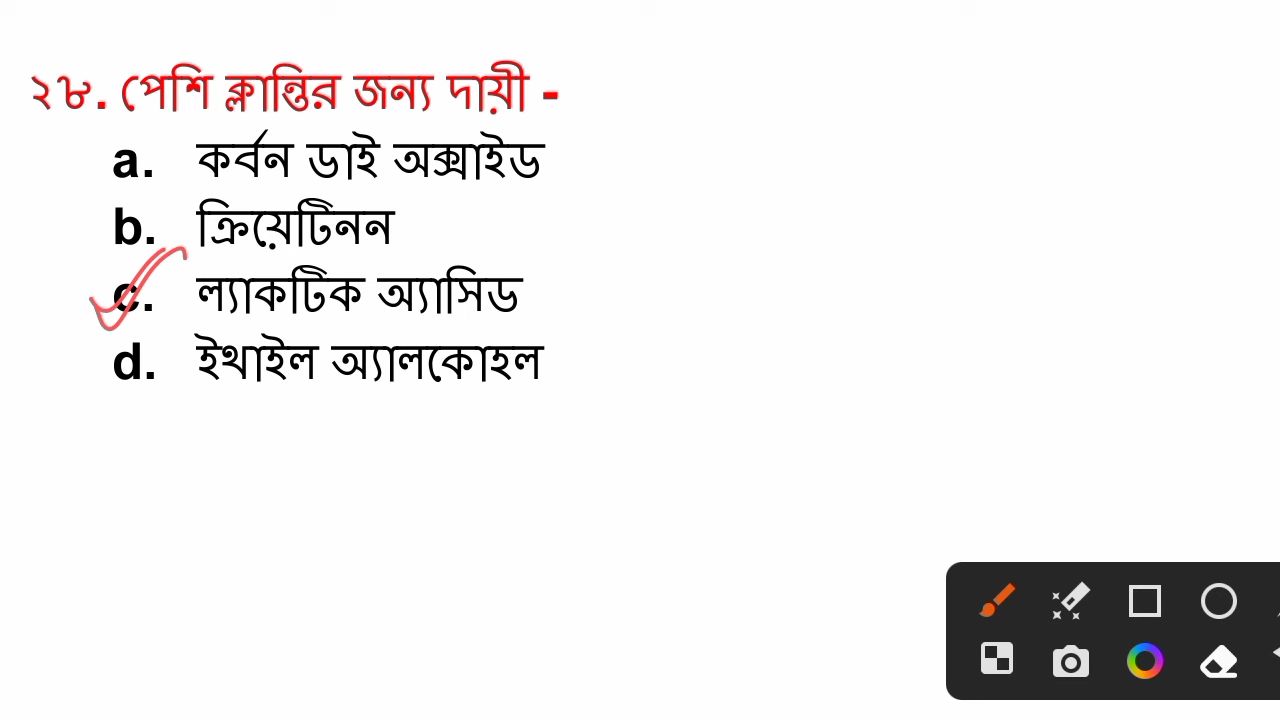 ২৮. পেশি ক্লান্তির জন্য দায়ী -
a. কর্বন ডাই অক্সাইড
b. ক্রিয়েটিনন
c. ল্যাকটিক অ্যাসিড
d. ইথাইল অ্যালকোহল